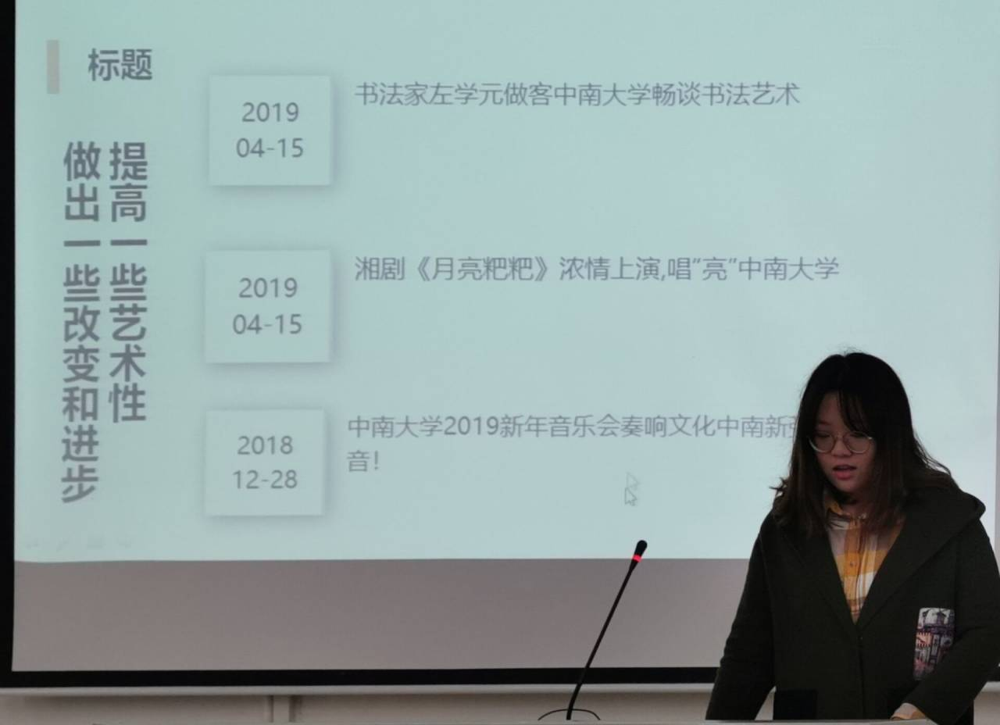 标题
提高一些艺术性
做出一些改变和进步
2019
04-15
书法家左学元做客中南大学畅谈书法艺术
2019
04-15
湘剧《月亮粑粑》浓情上演,唱“亮”中南大学
2018
12-28
中南大学2019新年音乐会奏响文化中南新
音!